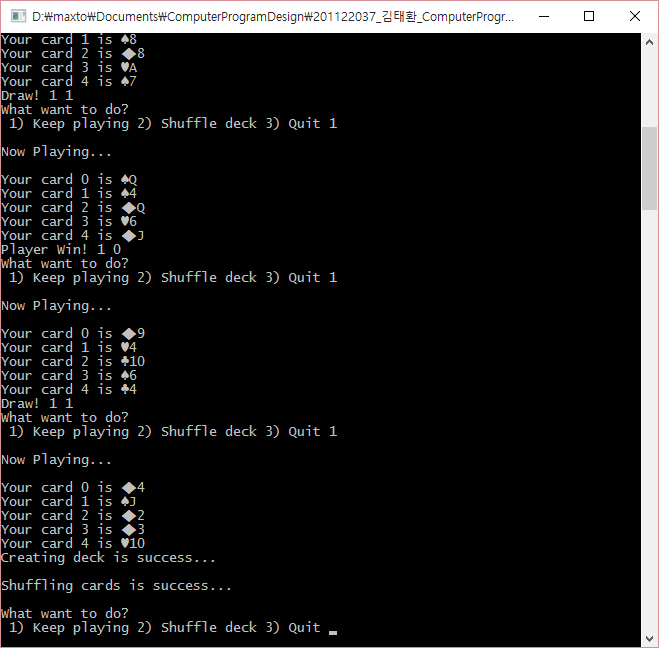 D:₩maxto₩Documents₩ComputerProgramDesign₩201122037_김태환_ComputerProgr...
Your card 1 is ♠8
Your card 2 is ◆8
Your card 3 is ♥A
Your card 4 is ♠7
Draw! 1 1
What want to do?
1) Keep playing 2) Shuffle deck 3) Quit 1
Now Playing...
Your card 0 is ♠Q
Your card 1 is ♠4
Your card 2 is ◆Q
Your card 3 is ♥6
Your card 4 is ◆J
Player Win! 1 0
What want to do?
1) Keep playing 2) Shuffle deck 3) Quit 1
Now Playing...
Your card 0 is ◆9
Your card 1 is ♥4
Your card 2 is ♣10
Your card 3 is ♠6
Your card 4 is ♣4
Draw! 1 1
What want to do?
1) Keep playing 2) Shuffle deck 3) Quit 1
Now Playing...
Your card 0 is ◆4
Your card 1 is ♠J
Your card 2 is ◆2
Your card 3 is ◆3
Your card 4 is ♥10
Creating deck is success...
Shuffling cards is success...
What want to do?
1) Keep playing 2) Shuffle deck 3) Quit